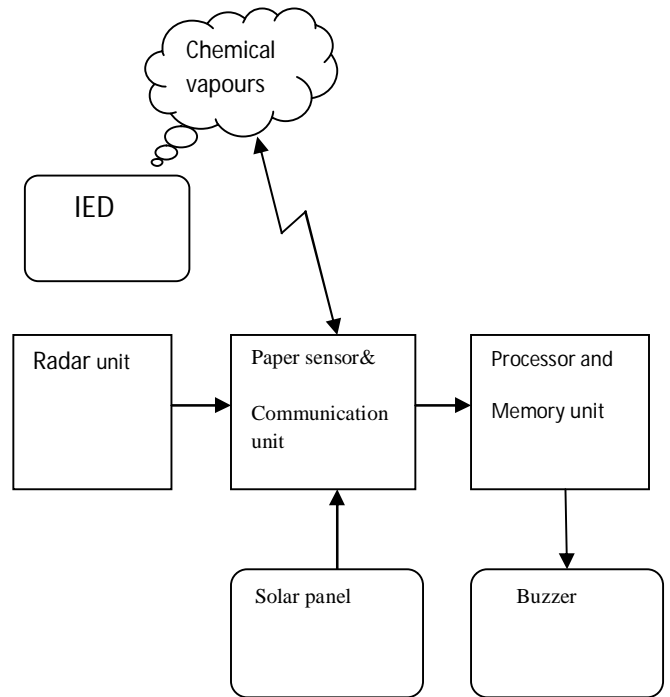 Chemical
vapours
IED
Radar unit
Paper sensor&
Communication
unit
Processor and
Memory unit
Solar panel
Buzzer